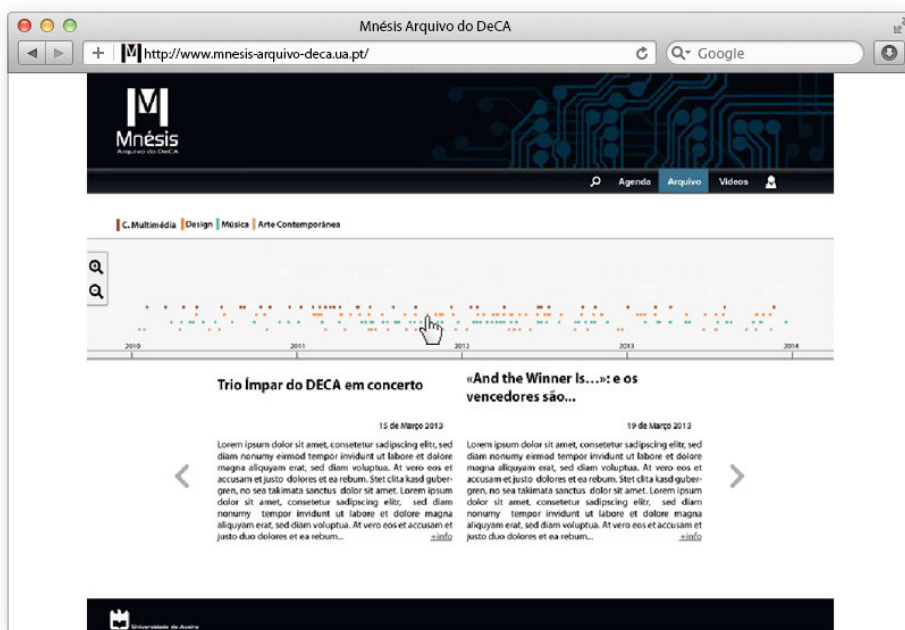 Mnésis Arquivo do DeCA
http://www.mnesis-arquivo-deca.ua.pt/
Google
Mnésis
Arquivo do DeCA
Agenda Arquivo Videos
C. Multimédia Design Música Arte Contemporânea
2010 2011 2012 2013 2014
Trio Ímpar do DECA em concerto
15 de Março 2013
Lorem ipsum dolor sit amet, consetetur sadipscing elitr, sed
diam nonumy eirmod tempor invidunt ut labore et dolore
magna aliquyam erat, sed diam voluptua. At vero eos et
accusam et justo dolores et ea rebum. Stet clita kasd guber-
gren, no sea takimata sanctus dolor sit amet. Lorem ipsum
dolor sit amet, consetetur sadipscing elitr, sed diam
nonumy tempor invidunt ut labore et dolore magna
aliquyam erat, sed diam voluptua. At vero eos et accusam et
justo duo dolores et ea rebum... +info
«And the Winner Is...»: e os
vencedores são...
19 de Março 2013
Lorem ipsum dolor sit amet, consetetur sadipscing elitr, sed
diam nonumy eirmod tempor invidunt ut labore et dolore
magna aliquyam erat, sed diam voluptua. At vero eos et
accusam et justo dolores et ea rebum. Stet clita kasd guber-
gren, no sea takimata sanctus dolor sit amet. Lorem ipsum
dolor sit amet, consetetur sadipscing elitr, sed diam
nonumy tempor invidunt ut labore et dolore magna
aliquyam erat, sed diam voluptua. At vero eos et accusam et
justo duo dolores et ea rebum... +info
Universidade de Aveiro